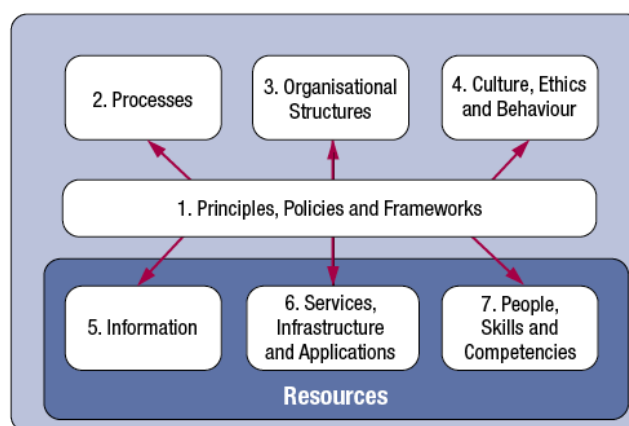 2. Processes
3. Organisational
Structures
4. Culture, Ethics
and Behaviour
1. Principles, Policies and Frameworks
5. Information
6. Services,
Infrastructure
and Applications
7. People,
Skills and
Competencies
Resources